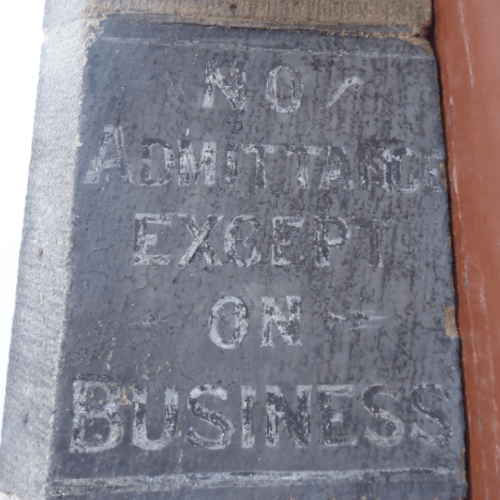 NO
ADMITTANCE
EXCEPT
ON
BUSINESS